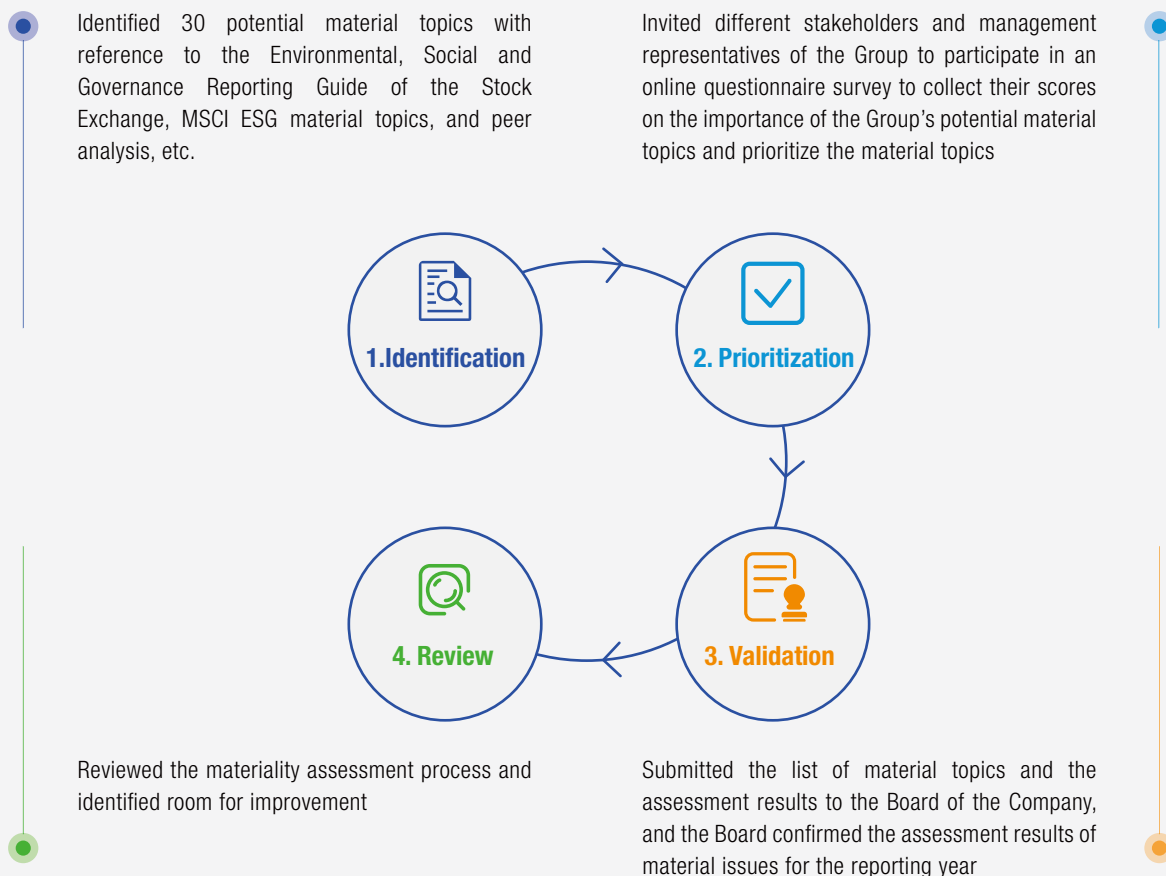 Identified 30 potential material topics with
reference to the Environmental, Social and
Governance Reporting Guide of the Stock
Exchange, MSCI ESG material topics, and peer
analysis, etc.
Invited different stakeholders and management
representatives of the Group to participate in an
online questionnaire survey to collect their scores
on the importance of the Group's potential material
topics and prioritize the material topics
1.Identification
2. Prioritization
4. Review
3. Validation
Reviewed the materiality assessment process and
identified room for improvement
Submitted the list of material topics and the
assessment results to the Board of the Company,
and the Board confirmed the assessment results of
material issues for the reporting year